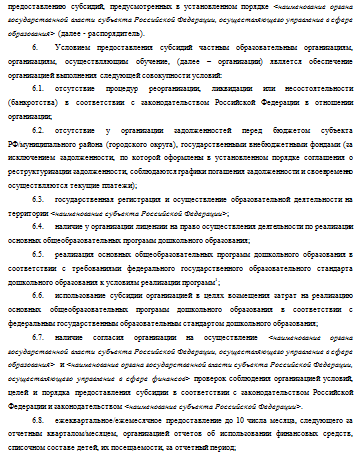 предоставлению субсидий, предусмотренных в установленном порядке <наименование органа
государственной власти субъекта Российской Федерации, осуществляющего управление в сфере
образования> (далее - распорядитель).
6. Условием предоставления субсидий частным образовательным организациям,
организациям, осуществляющим обучение, (далее – организации) является обеспечение
организацией выполнения следующей совокупности условий:
6.1. отсутствие процедур реорганизации, ликвидации или несостоятельности
(банкротства) в соответствии с законодательством Российской Федерации в отношении
организации;
6.2. отсутствие у организации задолженностей перед бюджетом субъекта
РФ/муниципального района (городского округа), государственными внебюджетными фондами (за
исключением задолженности, по которой оформлены в установленном порядке соглашения о
реструктуризации задолженности, соблюдаются графики погашения задолженности и своевременно
осуществляются текущие платежи);
6.3. государственная регистрация и осуществление образовательной деятельности на
территории <наименование субъекта Российской Федерации>;
6.4. наличие у организации лицензии на право осуществления деятельности по реализации
основных общеобразовательных программ дошкольного образования;
6.5. реализация основных общеобразовательных программ дошкольного образования в
соответствии с требованиями федерального государственного образовательного стандарта
дошкольного образования к условиям реализации программ¹;
6.6. использование субсидии организацией в целях возмещения затрат на реализацию
основных общеобразовательных программ дошкольного образования в соответствии с
федеральным государственным образовательным стандартом дошкольного образования;
6.7. наличие согласия организации на осуществление <наименование органа
государственной власти субъекта Российской Федерации, осуществляющего управление в сфере
образования> и <наименование органа государственной власти субъекта Российской Федерации,
осуществляющего управление в сфере финансов> проверок соблюдения организацией условий,
целей и порядка предоставления субсидии в соответствии с законодательством Российской
Федерации и законодательством <наименование субъекта Российской Федерации>.
6.8. ежеквартальное/ежемесячное предоставление до 10 числа месяца, следующего за
отчетным кварталом/месяцем, организацией отчетов об использовании финансовых средств,
списочном составе детей, их посещаемости, за отчетный период;